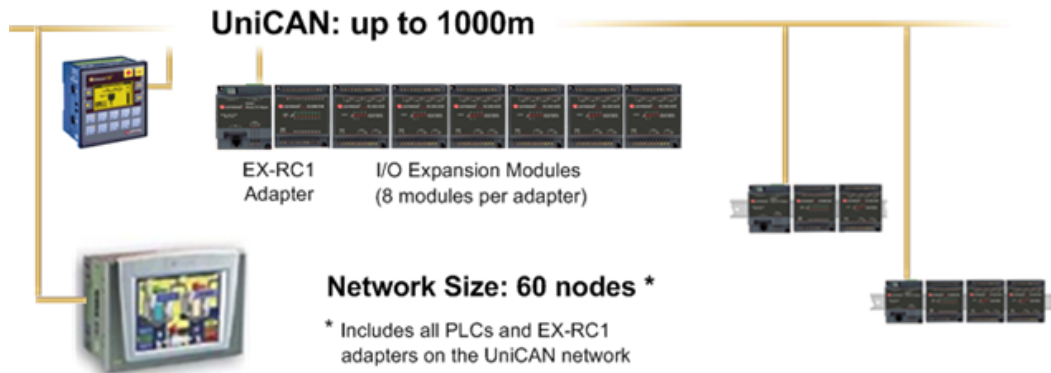 UniCAN: up to 1000m
EX-RC1
Adapter
I/O Expansion Modules
(8 modules per adapter)
Network Size: 60 nodes *
* Includes all PLCs and EX-RC1
adapters on the UniCAN network